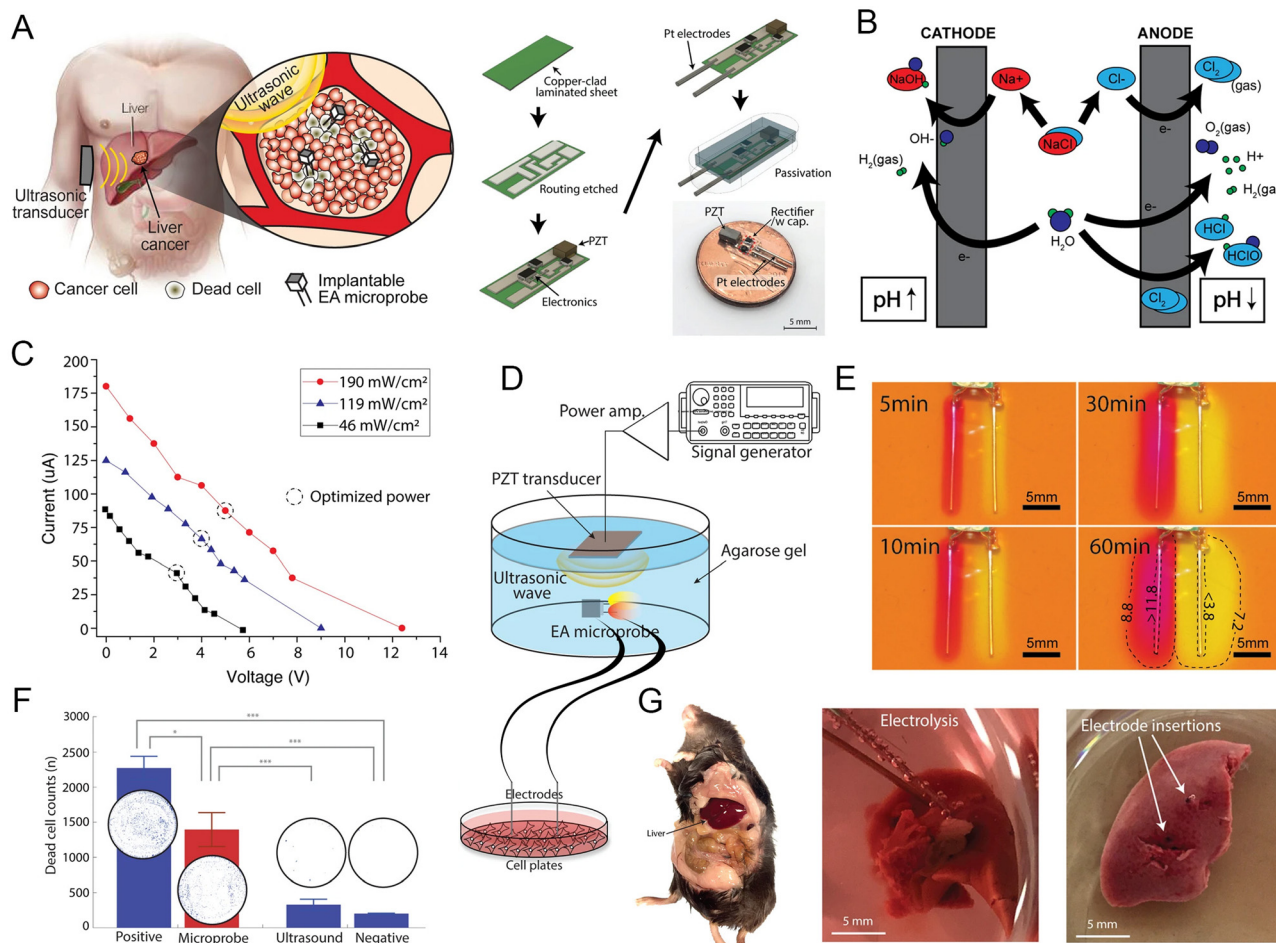 A
Ultrasonic
wave
Liver
Ultrasonic
transducer
Liver
cancer
Cancer cell
Dead cell
Implantable
EA microprobe
Copper-clad
laminated sheet
Routing etched
PZT
Electronics
Pt electrodes
Passivation
PZT
Rectifier
/w cap.
Pt electrodes
5 mm
B
CATHODE
ANODE
NaOH
Na+
Cl-
Cl2
(gas)
e-
OH-
NaCl
O2(gas)
H+
H2(gas)
H2(ga
e-
H2O
HCl
HClO
e-
Cl2
pH ↑
pH ↓
C
Current (uA)
200
175
150
125
100
75
50
25
0
190 mW/cm²
119 mW/cm²
46 mW/cm²
Optimized power
0 2 4 6 8 10 12 14
Voltage (V)
D
Power amp.
Signal generator
PZT transducer
Agarose gel
Ultrasonic
wave
EA microprobe
Electrodes
Cell plates
E
5min
5mm
30min
5mm
10min
5mm
60min
8.8
>11.8
<3.8
7.2
5mm
F
Dead cell counts (n)
3000
2500
2000
1500
1000
500
0
***
*
***
***
Positive Microprobe Ultrasound Negative
G
Liver
Electrolysis
5 mm
Electrode insertions
5 mm